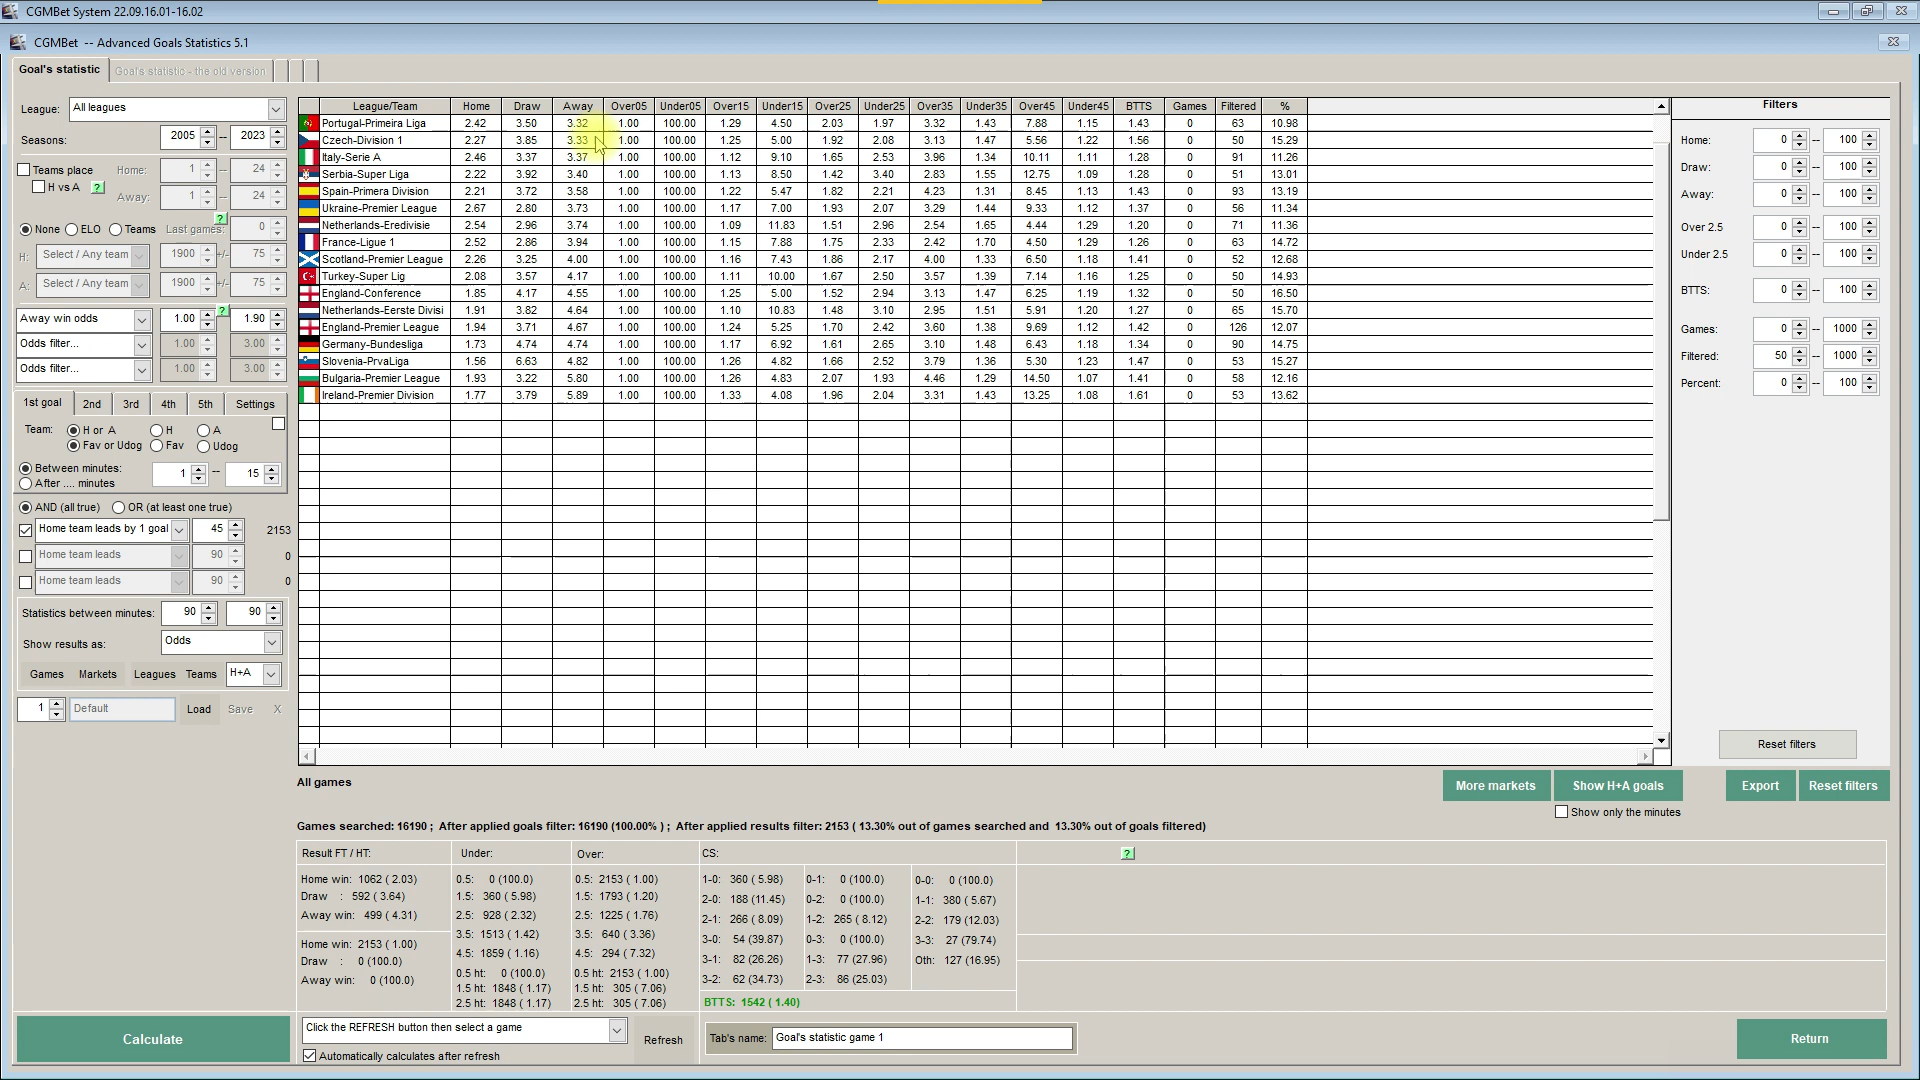 CGMBet System 22.09.16.01-16.02
CGMBet -- Advanced Goals Statistics 5.1
Goal's statistic
Goal's statistic - the old version
League: All leagues
Seasons: 2005 -- 2023
Teams place Home: 1 -- 24
H vs A ? Away: 1 -- 24
?
None ELO Teams Last games: 0
H: Select / Any team 1900 +/- 75
A: Select / Any team 1900 +/- 75
Away win odds 1.00 ? 1.90
Odds filter... 1.00 3.00
Odds filter... 1.00 3.00
1st goal 2nd 3rd 4th 5th Settings
Team: H or A H A
Fav or Udog Fav Udog
Between minutes: 1 -- 15
After .... minutes
AND (all true) OR (at least one true)
Home team leads by 1 goal 45 2153
Home team leads 90 0
Home team leads 90 0
Statistics between minutes: 90 90
Show results as: Odds
Games Markets Leagues Teams H+A
1 Default Load Save X
Calculate
League/Team Home Draw Away Over05 Under05 Over15 Under15 Over25 Under25 Over35 Under35 Over45 Under45 BTTS Games Filtered %
Portugal-Primeira Liga 2.42 3.50 3.32 1.00 100.00 1.29 4.50 2.03 1.97 3.32 1.43 7.88 1.15 1.43 0 63 10.98
Czech-Division 1 2.27 3.85 3.33 1.00 100.00 1.25 5.00 1.92 2.08 3.13 1.47 5.56 1.22 1.56 0 50 15.29
Italy-Serie A 2.46 3.37 3.37 1.00 100.00 1.12 9.10 1.65 2.53 3.96 1.34 10.11 1.11 1.28 0 91 11.26
Serbia-Super Liga 2.22 3.92 3.40 1.00 100.00 1.13 8.50 1.42 3.40 2.83 1.55 12.75 1.09 1.28 0 51 13.01
Spain-Primera Division 2.21 3.72 3.58 1.00 100.00 1.22 5.47 1.82 2.21 4.23 1.31 8.45 1.13 1.43 0 93 13.19
Ukraine-Premier League 2.67 2.80 3.73 1.00 100.00 1.17 7.00 1.93 2.07 3.29 1.44 9.33 1.12 1.37 0 56 11.34
Netherlands-Eredivisie 2.54 2.96 3.74 1.00 100.00 1.09 11.83 1.51 2.96 2.54 1.65 4.44 1.29 1.20 0 71 11.36
France-Ligue 1 2.52 2.86 3.94 1.00 100.00 1.15 7.88 1.75 2.33 2.42 1.70 4.50 1.29 1.26 0 63 14.72
Scotland-Premier League 2.26 3.25 4.00 1.00 100.00 1.16 7.43 1.86 2.17 4.00 1.33 6.50 1.18 1.41 0 52 12.68
Turkey-Super Lig 2.08 3.57 4.17 1.00 100.00 1.11 10.00 1.67 2.50 3.57 1.39 7.14 1.16 1.25 0 50 14.93
England-Conference 1.85 4.17 4.55 1.00 100.00 1.25 5.00 1.52 2.94 3.13 1.47 6.25 1.19 1.32 0 50 16.50
Netherlands-Eerste Divisi 1.91 3.82 4.64 1.00 100.00 1.10 10.83 1.48 3.10 2.95 1.51 5.91 1.20 1.27 0 65 15.70
England-Premier League 1.94 3.71 4.67 1.00 100.00 1.24 5.25 1.70 2.42 3.60 1.38 9.69 1.12 1.42 0 126 12.07
Germany-Bundesliga 1.73 4.74 4.74 1.00 100.00 1.17 6.92 1.61 2.65 3.10 1.48 6.43 1.18 1.34 0 90 14.75
Slovenia-PrvaLiga 1.56 6.63 4.82 1.00 100.00 1.26 4.82 1.66 2.52 3.79 1.36 5.30 1.23 1.47 0 53 15.27
Bulgaria-Premier League 1.93 3.22 5.80 1.00 100.00 1.26 4.83 2.07 1.93 4.46 1.29 14.50 1.07 1.41 0 58 12.16
Ireland-Premier Division 1.77 3.79 5.89 1.00 100.00 1.33 4.08 1.96 2.04 3.31 1.43 13.25 1.08 1.61 0 53 13.62
Filters
Home: 0 -- 100
Draw: 0 -- 100
Away: 0 -- 100
Over 2.5 0 -- 100
Under 2.5 0 -- 100
BTTS: 0 -- 100
Games: 0 -- 1000
Filtered: 50 -- 1000
Percent: 0 -- 100
Reset filters
All games
More markets Show H+A goals Export Reset filters
Show only the minutes
Games searched: 16190 ; After applied goals filter: 16190 (100.00% ) ; After applied results filter: 2153 ( 13.30% out of games searched and 13.30% out of goals filtered)
Result FT / HT: Under: Over: CS: ?
Home win: 1062 ( 2.03)
Draw : 592 ( 3.64)
Away win: 499 ( 4.31)
Home win: 2153 ( 1.00)
Draw : 0 (100.0)
Away win: 0 (100.0)
0.5: 0 (100.0)
1.5: 360 ( 5.98)
2.5: 928 ( 2.32)
3.5: 1513 ( 1.42)
4.5: 1859 ( 1.16)
0.5 ht: 0 (100.0)
1.5 ht: 1848 ( 1.17)
2.5 ht: 1848 ( 1.17)
0.5: 2153 ( 1.00)
1.5: 1793 ( 1.20)
2.5: 1225 ( 1.76)
3.5: 640 ( 3.36)
4.5: 294 ( 7.32)
0.5 ht: 2153 ( 1.00)
1.5 ht: 305 ( 7.06)
2.5 ht: 305 ( 7.06)
1-0: 360 ( 5.98) 0-1: 0 (100.0) 0-0: 0 (100.0)
2-0: 188 (11.45) 0-2: 0 (100.0) 1-1: 380 ( 5.67)
2-1: 266 ( 8.09) 1-2: 265 ( 8.12) 2-2: 179 (12.03)
3-0: 54 (39.87) 0-3: 0 (100.0) 3-3: 27 (79.74)
3-1: 82 (26.26) 1-3: 77 (27.96) Oth: 127 (16.95)
3-2: 62 (34.73) 2-3: 86 (25.03)
BTTS: 1542 ( 1.40)
Click the REFRESH button then select a game
Refresh
Automatically calculates after refresh
Tab's name: Goal's statistic game 1
Return